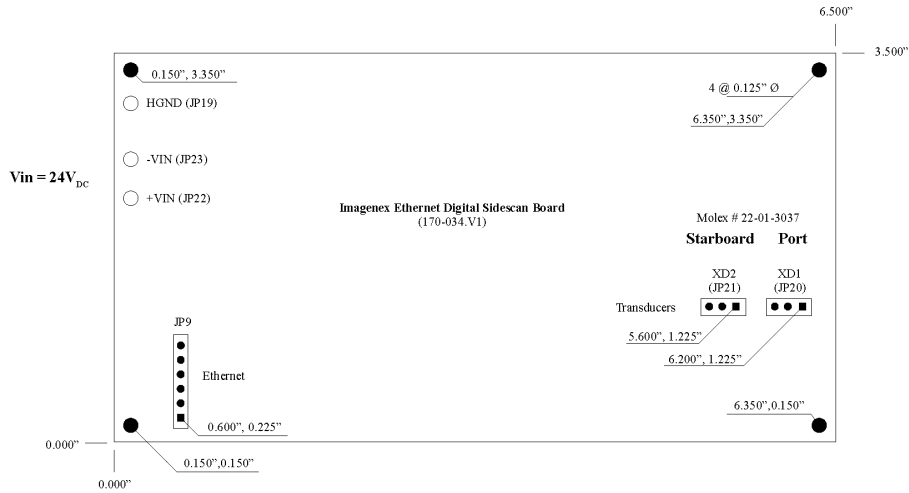 6.500”
3.500”
0.150”, 3.350”
4 @ 0.125” Ø
HGND (JP19)
6.350”,3.350”
-VIN (JP23)
Vin = 24VDC
+VIN (JP22)
Imagenex Ethernet Digital Sidescan Board
(170-034.V1)
Molex # 22-01-3037
Starboard Port
XD2
(JP21)
XD1
(JP20)
Transducers
JP9
5.600”, 1.225”
6.200”, 1.225”
Ethernet
6.350”,0.150”
0.600”, 0.225”
0.000”
0.150”,0.150”
0.000”